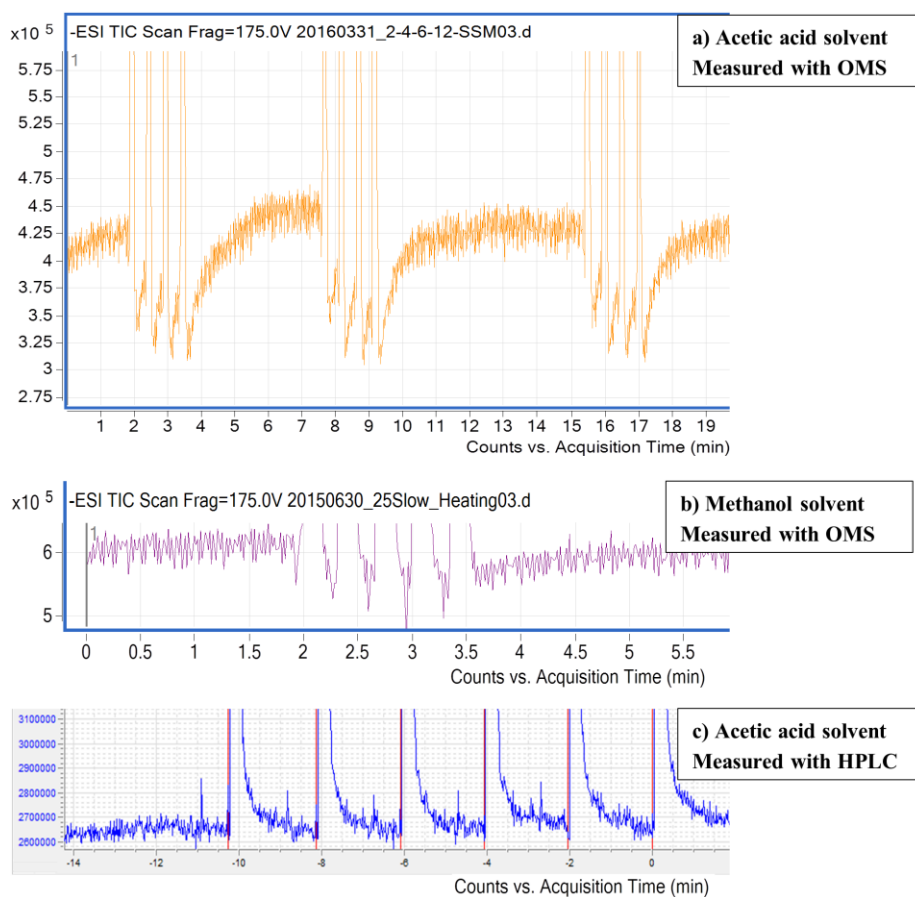 x10 5
-ESI TIC Scan Frag=175.0V 20160331_2-4-6-12-SSM03.d
a) Acetic acid solvent
Measured with OMS
1
5.75
5.5
5.25
5
4.75
4.5
4.25
4
3.75
3.5
3.25
3
2.75
1 2 3 4 5 6 7 8 9 10 11 12 13 14 15 16 17 18 19
Counts vs. Acquisition Time (min)
x10 5
-ESI TIC Scan Frag=175.0V 20150630_25Slow_Heating03.d
b) Methanol solvent
Measured with OMS
1
6
5
0 0.5 1 1.5 2 2.5 3 3.5 4 4.5 5 5.5
Counts vs. Acquisition Time (min)
c) Acetic acid solvent
Measured with HPLC
3100000
3000000
2900000
2800000
2700000
2600000
-14 -12 -10 -8 -6 -4 -2 0
Counts vs. Acquisition Time (min)